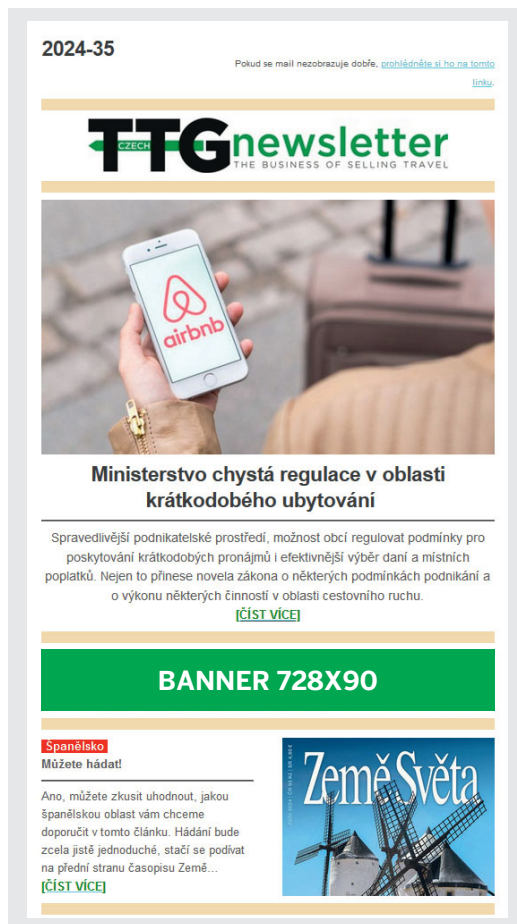 2024-35
Pokud se mail nezobrazuje dobře, prohlédněte si ho na tomto
linku.
CZECH
TTGnewsletter
THE BUSINESS OF SELLING TRAVEL
airbnb
Ministerstvo chystá regulace v oblasti
krátkodobého ubytování
Spravedlivější podnikatelské prostředí, možnost obcí regulovat podmínky pro
poskytování krátkodobých pronájmů i efektivnější výběr daní a místních
poplatků. Nejen to přinese novela zákona o některých podmínkách podnikání a
o výkonu některých činností v oblasti cestovního ruchu.
[ČÍST VÍCE]
BANNER 728X90
Španělsko
Můžete hádat!
Ano, můžete zkusit uhodnout, jakou
španělskou oblast vám chceme
doporučit v tomto článku. Hádání bude
zcela jistě jednoduché, stačí se podívat
na přední stranu časopisu Země...
[ČÍST VÍCE]
Země Světa